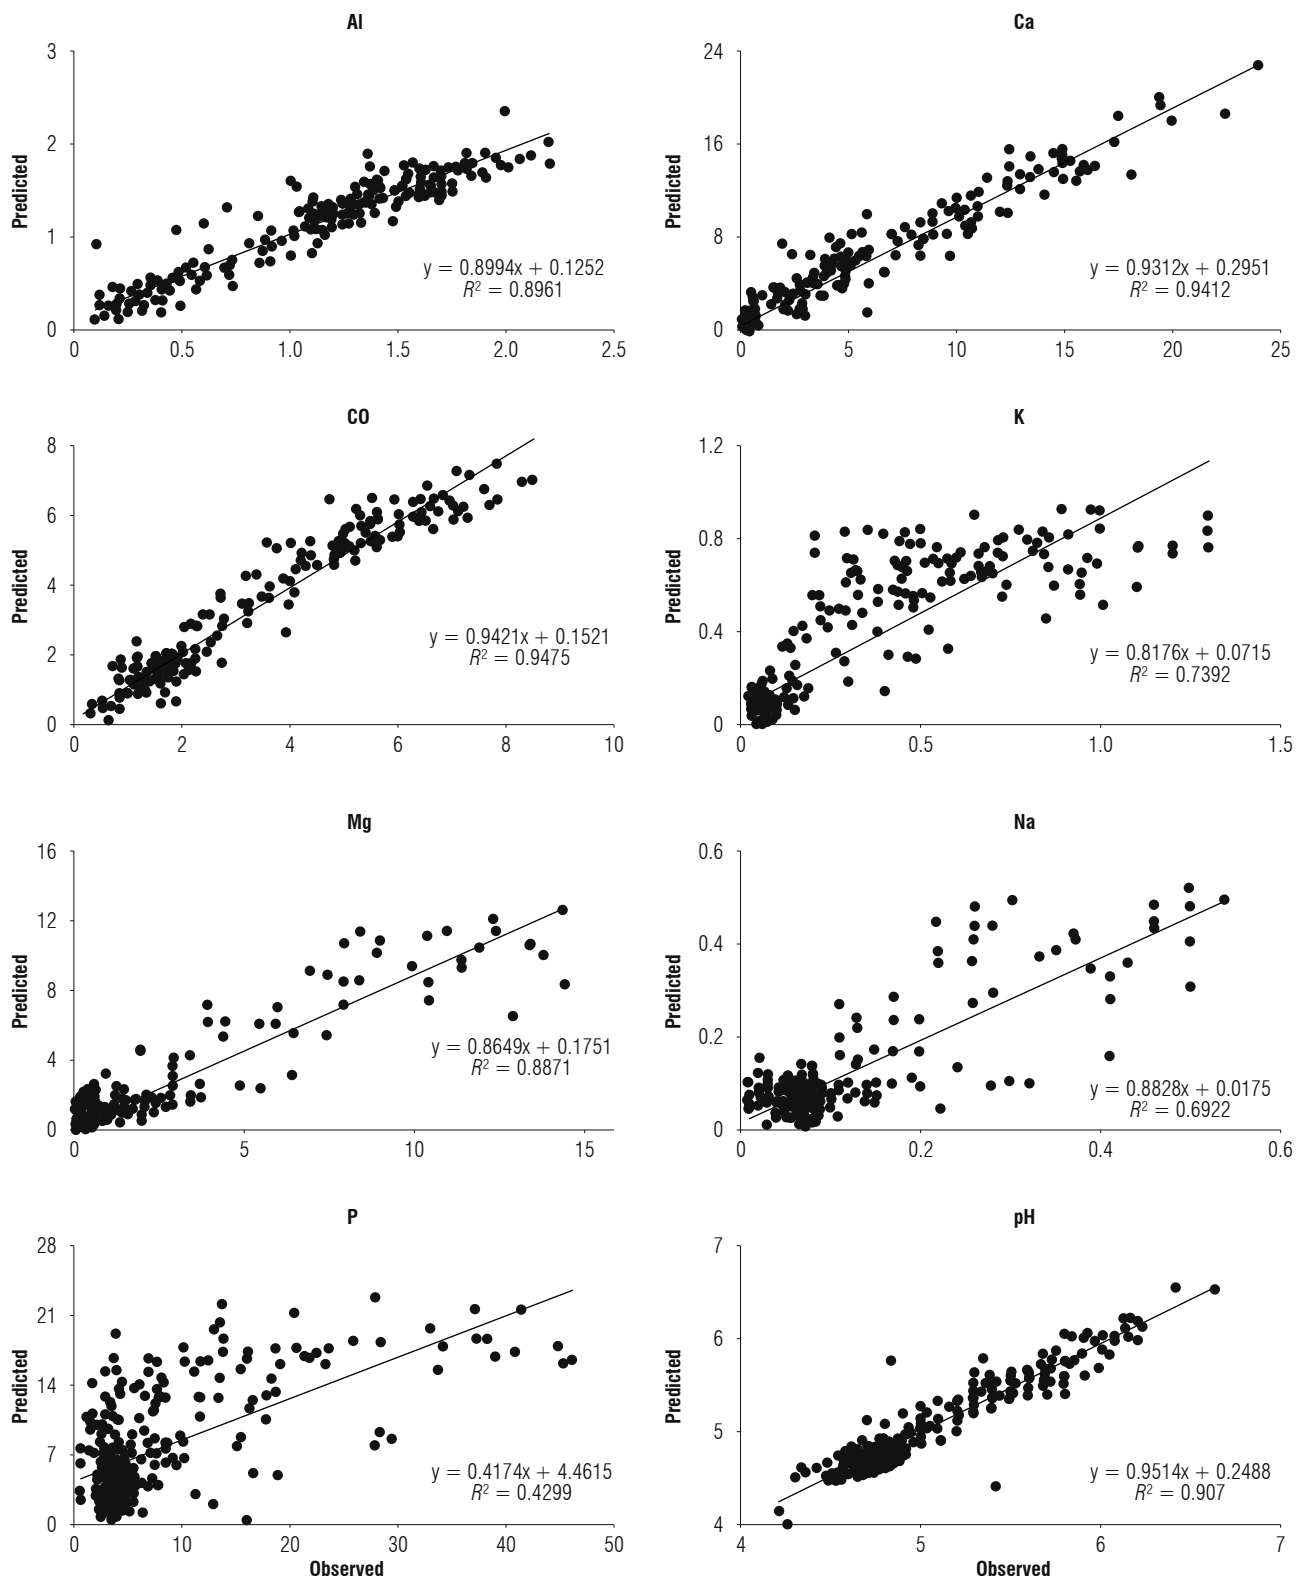 Al
3
2
1
0
Predicted
0
0.5
1.0
1.5
2.0
2.5
y = 0.8994x + 0.1252
R² = 0.8961
Ca
24
16
8
0
Predicted
0
5
10
15
20
25
y = 0.9312x + 0.2951
R² = 0.9412
CO
8
6
4
2
0
Predicted
0
2
4
6
8
10
y = 0.9421x + 0.1521
R² = 0.9475
K
1.2
0.8
0.4
0
Predicted
0
0.5
1.0
1.5
y = 0.8176x + 0.0715
R² = 0.7392
Mg
16
12
8
4
0
Predicted
0
5
10
15
y = 0.8649x + 0.1751
R² = 0.8871
Na
0.6
0.4
0.2
0
Predicted
0
0.2
0.4
0.6
y = 0.8828x + 0.0175
R² = 0.6922
P
28
21
14
7
0
Predicted
0
10
20
30
40
50
Observed
y = 0.4174x + 4.4615
R² = 0.4299
pH
7
6
5
4
Predicted
4
5
6
7
Observed
y = 0.9514x + 0.2488
R² = 0.907